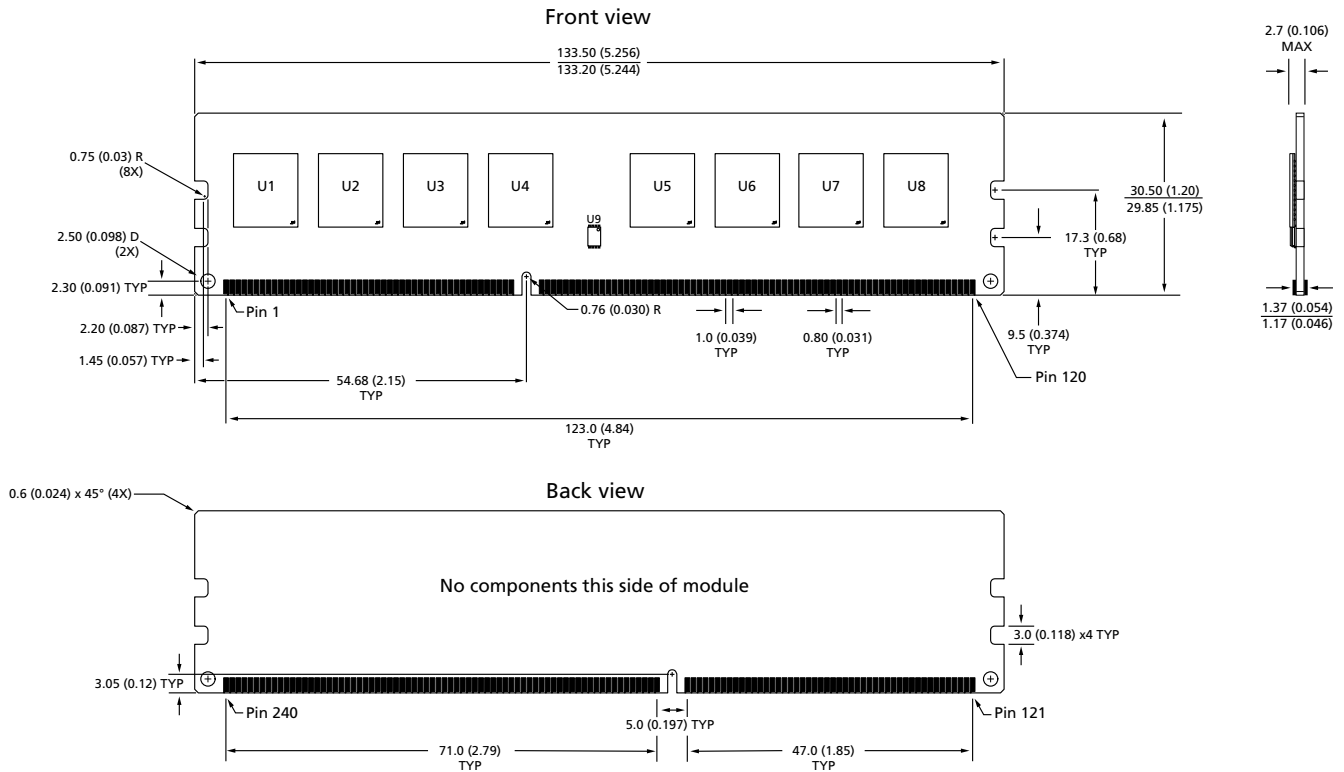 Front view
133.50 (5.256)
133.20 (5.244)
2.7 (0.106)
MAX
0.75 (0.03) R
(8X)
U1
U2
U3
U4
U5
U6
U7
U8
U9
30.50 (1.20)
29.85 (1.175)
17.3 (0.68)
TYP
2.50 (0.098) D
(2X)
2.30 (0.091) TYP
Pin 1
0.76 (0.030) R
2.20 (0.087) TYP
1.45 (0.057) TYP
1.0 (0.039)
TYP
0.80 (0.031)
TYP
9.5 (0.374)
TYP
1.37 (0.054)
1.17 (0.046)
Pin 120
54.68 (2.15)
TYP
123.0 (4.84)
TYP
Back view
0.6 (0.024) x 45° (4X)
No components this side of module
3.0 (0.118) x4 TYP
3.05 (0.12) TYP
Pin 240
5.0 (0.197) TYP
Pin 121
71.0 (2.79)
TYP
47.0 (1.85)
TYP